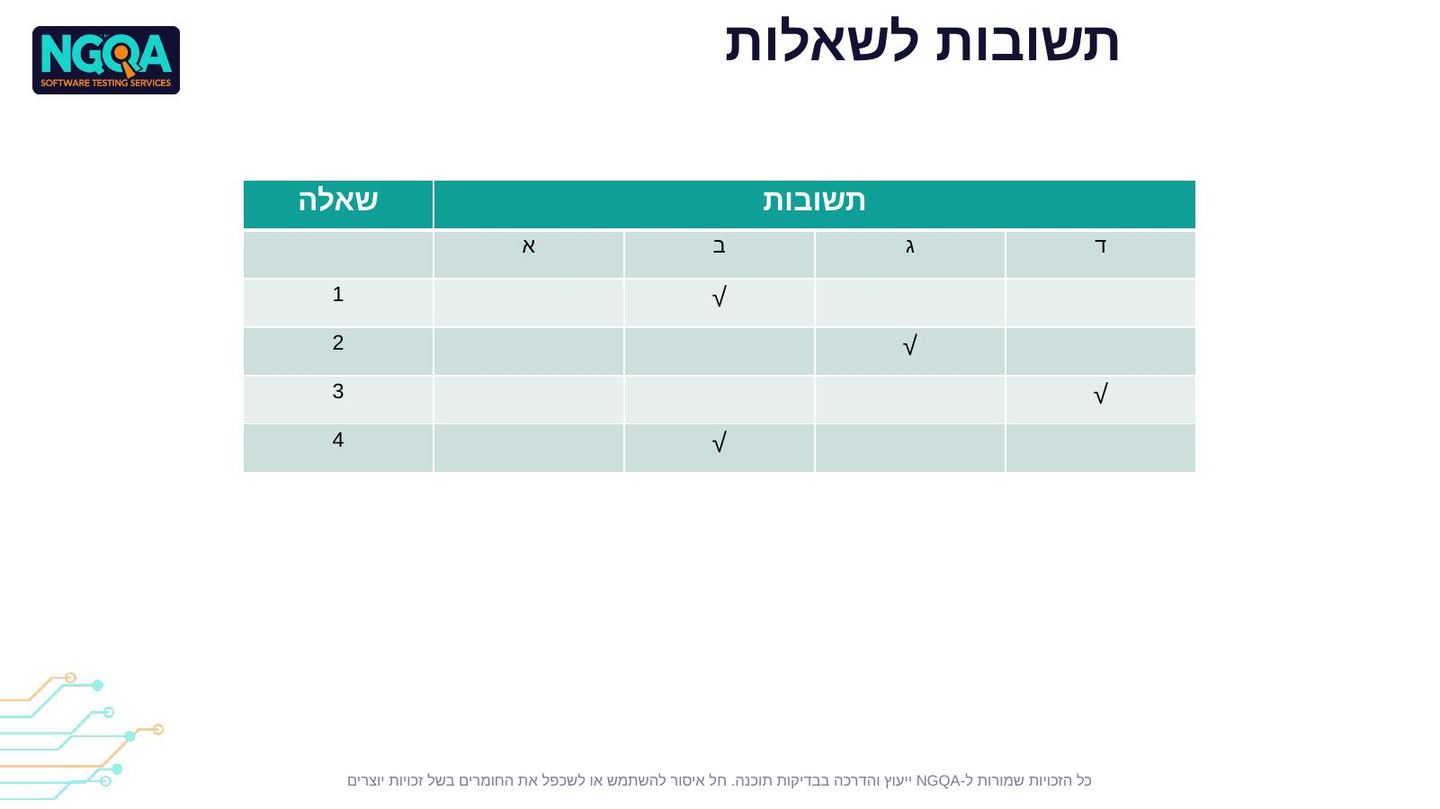 תשובות לשאלות
NGQA
SOFTWARE TESTING SERVICES
שאלה תשובות
א ב ג ד
1 √
2 √
3 √
4 √
כל הזכויות שמורות ל-NGQA ייעוץ והדרכה בבדיקות תוכנה. חל איסור להשתמש או לשכפל את החומרים בשל זכויות יוצרים